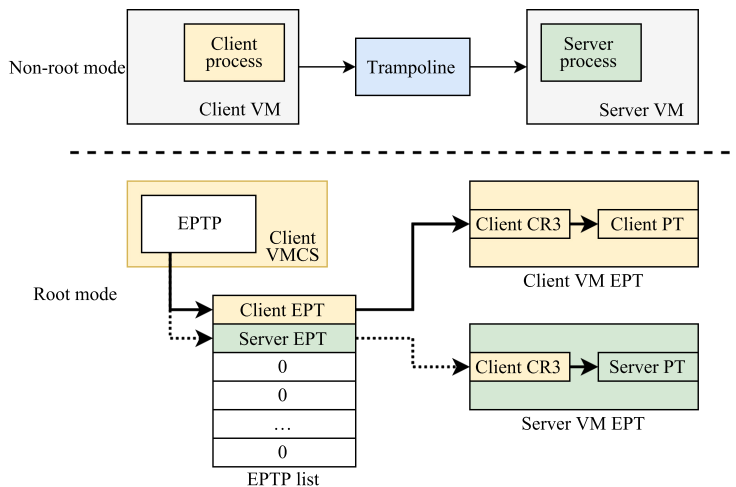 Non-root mode
Client
process
Client VM
Trampoline
Server
process
Server VM
Root mode
EPTP
Client
VMCS
Client EPT
Server EPT
0
0
...
0
EPTP list
Client CR3
Client PT
Client VM EPT
Client CR3
Server PT
Server VM EPT